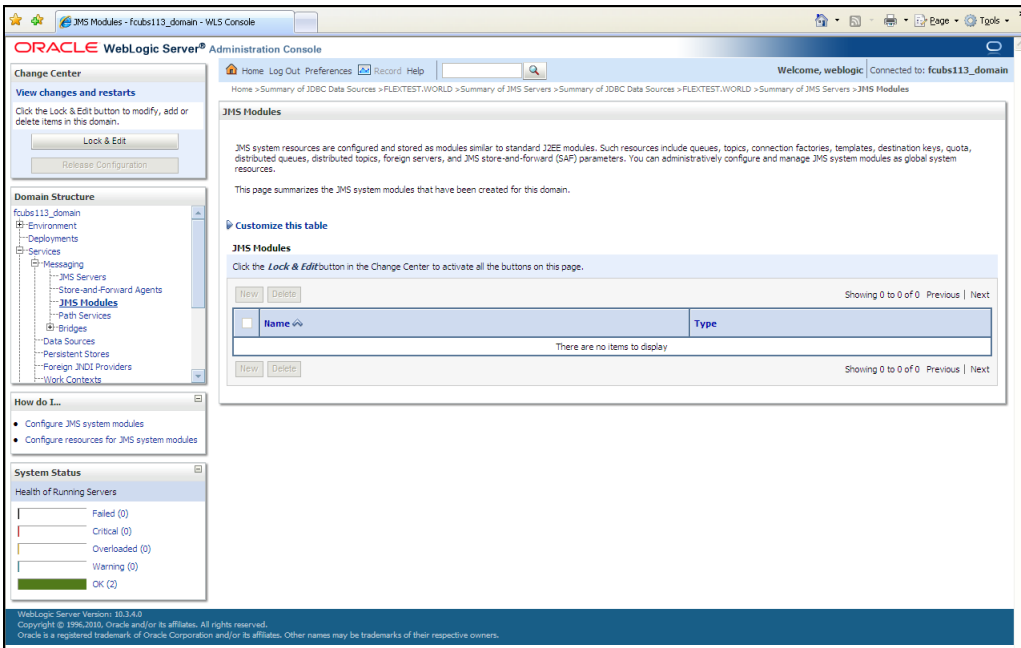 JMS Modules - fcubs113_domain - WLS Console
Page
Tools
ORACLE WebLogic Server® Administration Console
Change Center
View changes and restarts
Click the Lock & Edit button to modify, add or
delete items in this domain.
Lock & Edit
Release Configuration
Domain Structure
fcubs113_domain
Environment
Deployments
Services
Messaging
JMS Servers
Store-and-Forward Agents
JMS Modules
Path Services
Bridges
Data Sources
Persistent Stores
Foreign JNDI Providers
Work Contexts
How do I...
Configure JMS system modules
Configure resources for JMS system modules
System Status
Health of Running Servers
Failed (0)
Critical (0)
Overloaded (0)
Warning (0)
OK (2)
Home Log Out Preferences Record Help
Welcome, weblogic Connected to: fcubs113_domain
Home >Summary of JDBC Data Sources >FLEXTEST.WORLD >Summary of JMS Servers >Summary of JDBC Data Sources >FLEXTEST.WORLD >Summary of JMS Servers >JMS Modules
JMS Modules
JMS system resources are configured and stored as modules similar to standard J2EE modules. Such resources include queues, topics, connection factories, templates, destination keys, quota,
distributed queues, distributed topics, foreign servers, and JMS store-and-forward (SAF) parameters. You can administratively configure and manage JMS system modules as global system
resources.
This page summarizes the JMS system modules that have been created for this domain.
Customize this table
JMS Modules
Click the Lock & Edit button in the Change Center to activate all the buttons on this page.
New Delete Showing 0 to 0 of 0 Previous | Next
Name Type
There are no items to display
New Delete Showing 0 to 0 of 0 Previous | Next
WebLogic Server Version: 10.3.4.0
Copyright © 1996,2010, Oracle and/or its affiliates. All rights reserved.
Oracle is a registered trademark of Oracle Corporation and/or its affiliates. Other names may be trademarks of their respective owners.